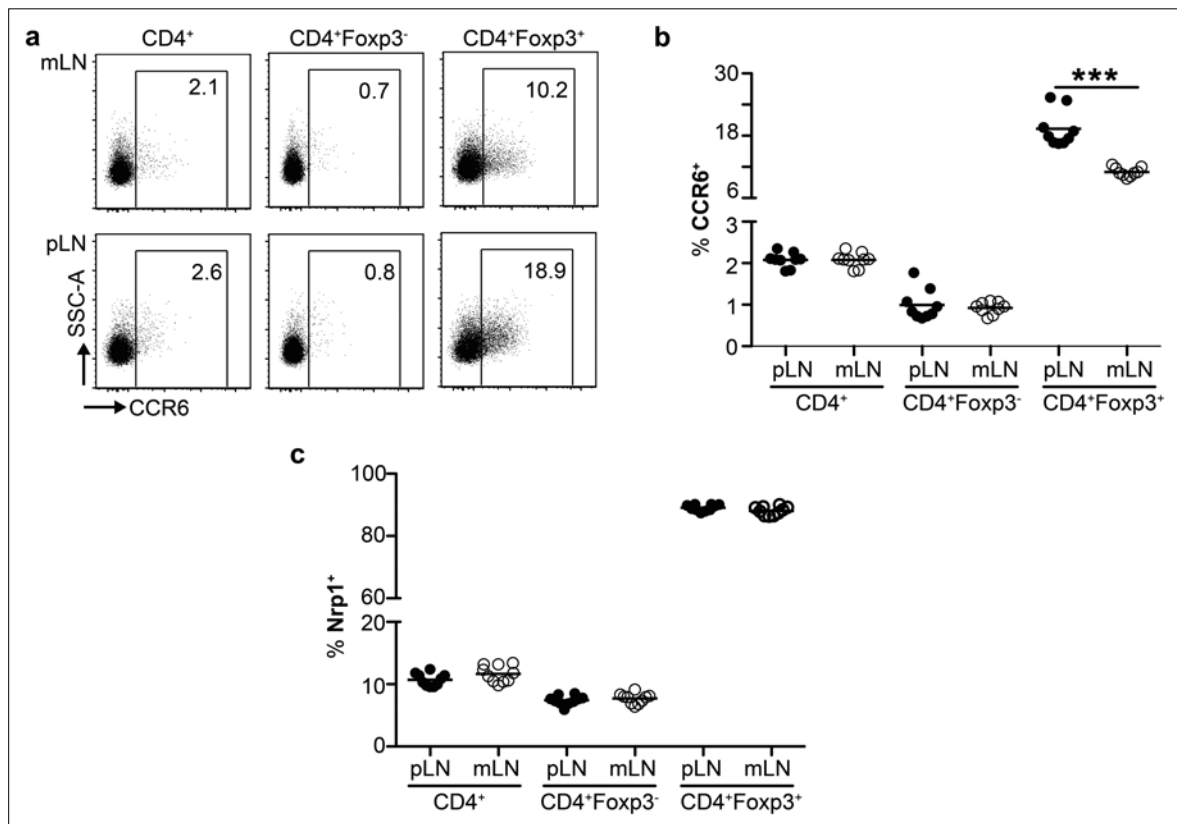 a
CD4⁺ CD4⁺Foxp3⁻ CD4⁺Foxp3⁺
mLN
2.1 0.7 10.2
pLN
2.6 0.8 18.9
SSC-A
CCR6
b
% CCR6⁺
30
18
6
3
2
1
0
***
pLN mLN pLN mLN pLN mLN
CD4⁺ CD4⁺Foxp3⁻ CD4⁺Foxp3⁺
c
% Nrp1⁺
100
80
60
20
10
0
pLN mLN pLN mLN pLN mLN
CD4⁺ CD4⁺Foxp3⁻ CD4⁺Foxp3⁺